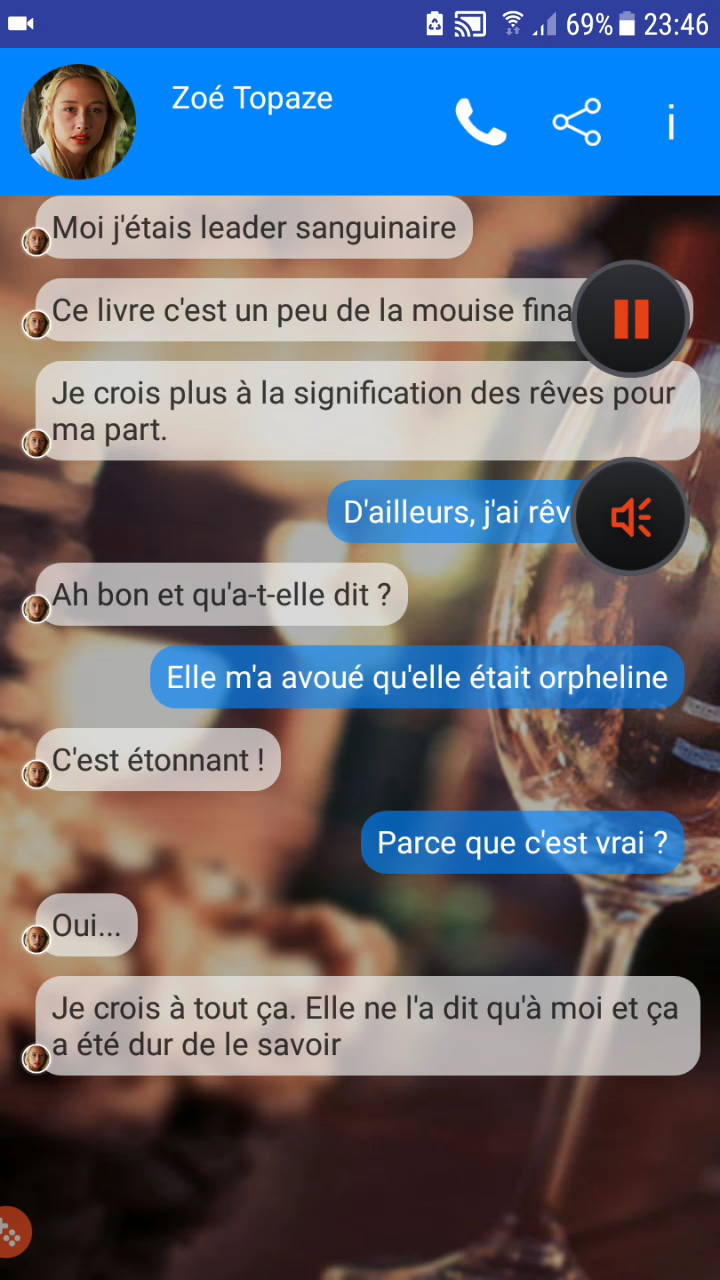 69% 23:46
Zoé Topaze
Moi j'étais leader sanguinaire
Ce livre c'est un peu de la mouise
Je crois plus à la signification des rêves pour
ma part.
D'ailleurs, j'ai
Ah bon et qu'a-t-elle dit ?
Elle m'a avoué qu'elle était orpheline
C'est étonnant !
Parce que c'est vrai ?
Oui...
Je crois à tout ça. Elle ne l'a dit qu'à moi et ça
a été dur de le savoir